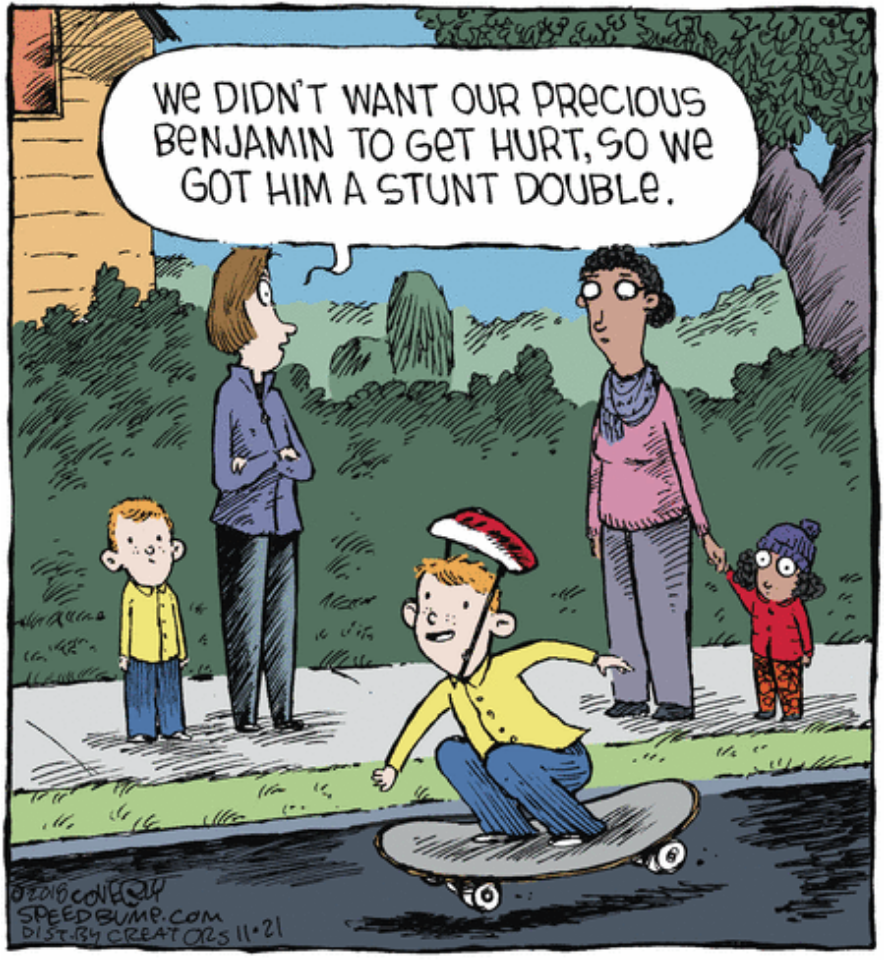 We DIDN'T WANT OUR PReCIOUS
BeNJAMIN TO GeT HURT, SO We
GOT HIM A STUNT DOUBLe.
©2018 COVERLY
SPEEDBUMP.COM
DIST. BY CREATORS 11•21